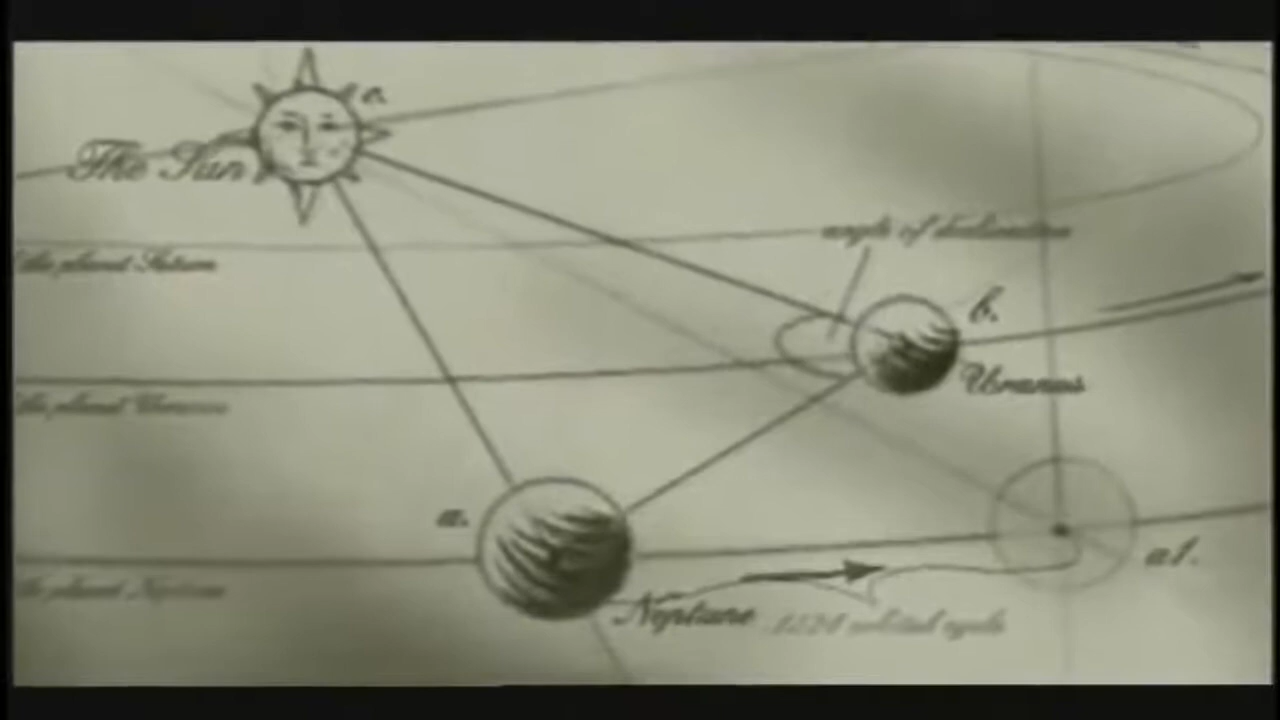 c.
The Sun
angle of declination
the planet Saturn
b.
Uranus
the planet Uranus
a.
a1.
the planet Neptune
Neptune
orbital cycle